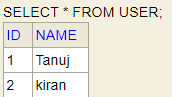 SELECT * FROM USER;
ID NAME
1 Tanuj
2 kiran